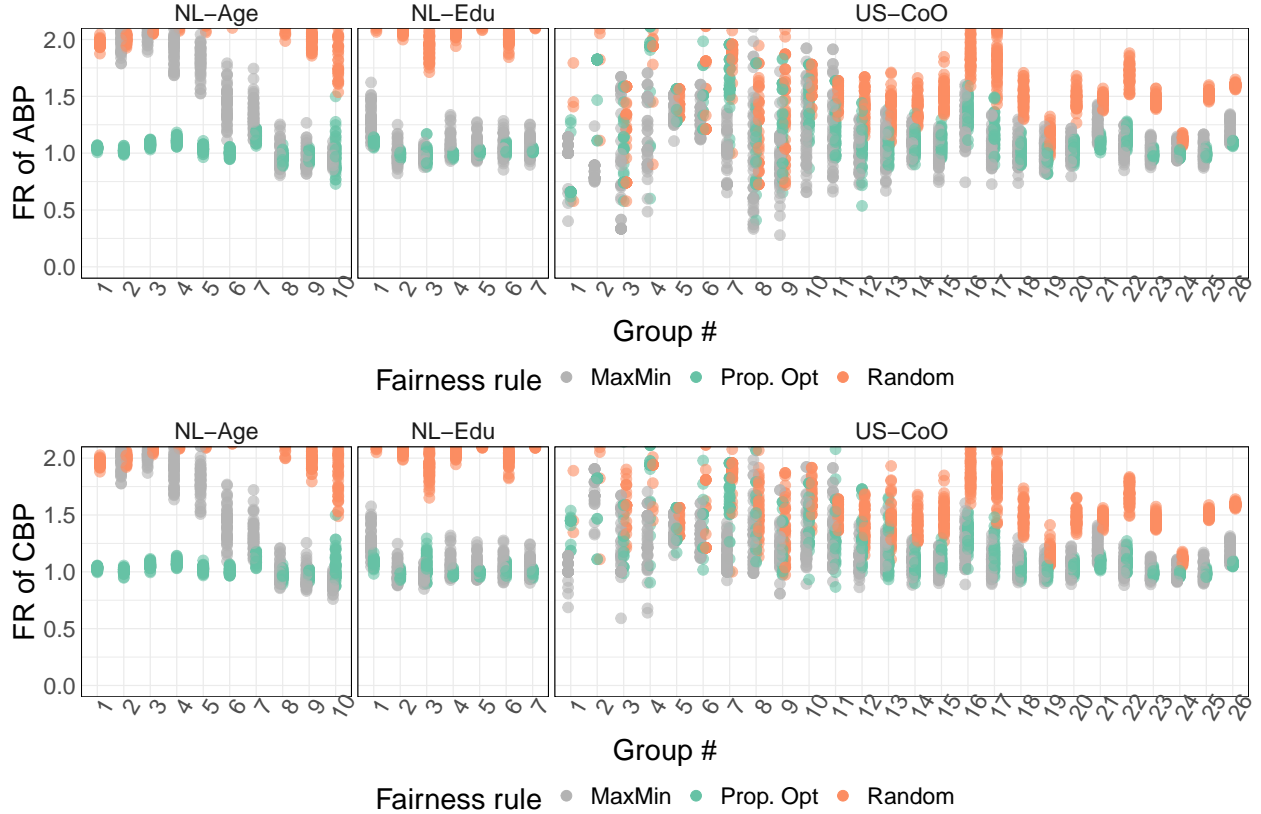 NL−Age NL−Edu US−CoO
FR of ABP
2.0
1.5
1.0
0.5
0.0
1 2 3 4 5 6 7 8 9 10 1 2 3 4 5 6 7 1 2 3 4 5 6 7 8 9 10 11 12 13 14 15 16 17 18 19 20 21 22 23 24 25 26
Group #
Fairness rule MaxMin Prop. Opt Random
NL−Age NL−Edu US−CoO
FR of CBP
2.0
1.5
1.0
0.5
0.0
1 2 3 4 5 6 7 8 9 10 1 2 3 4 5 6 7 1 2 3 4 5 6 7 8 9 10 11 12 13 14 15 16 17 18 19 20 21 22 23 24 25 26
Group #
Fairness rule MaxMin Prop. Opt Random